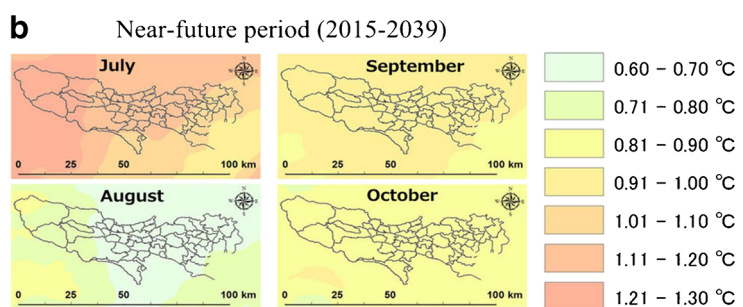 b Near-future period (2015-2039)
July
N
W E
S
0 25 50 100 km
September
N
W E
S
0 25 50 100 km
August
N
W E
S
0 25 50 100 km
October
N
W E
S
0 25 50 100 km
0.60 - 0.70 ℃
0.71 - 0.80 ℃
0.81 - 0.90 ℃
0.91 - 1.00 ℃
1.01 - 1.10 ℃
1.11 - 1.20 ℃
1.21 - 1.30 ℃